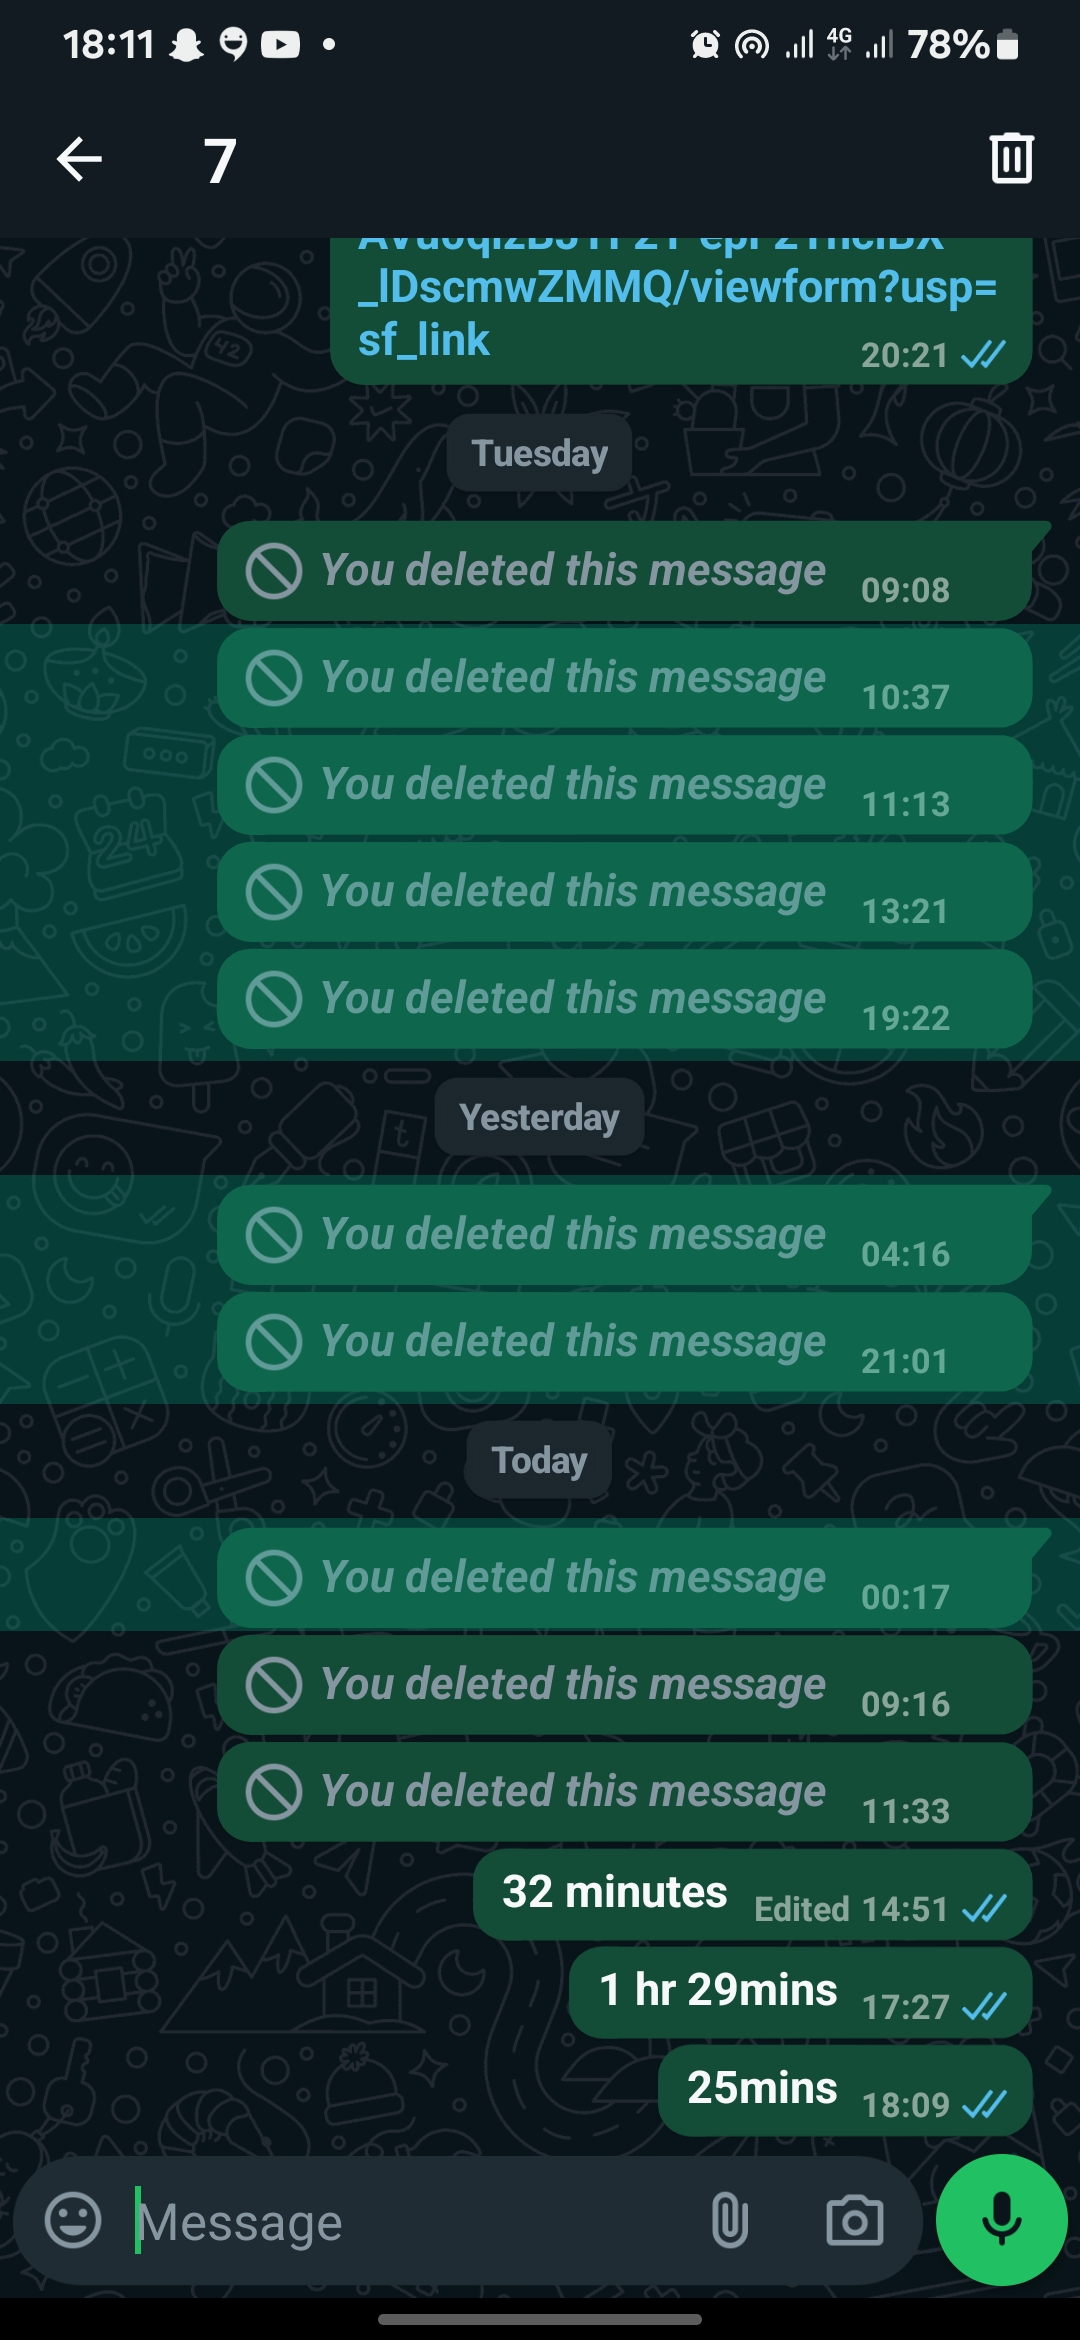 18:11
4G
78%
7
_lDscmwZMMQ/viewform?usp=
sf_link
20:21
Tuesday
You deleted this message 09:08
You deleted this message 10:37
You deleted this message 11:13
You deleted this message 13:21
You deleted this message 19:22
Yesterday
You deleted this message 04:16
You deleted this message 21:01
Today
You deleted this message 00:17
You deleted this message 09:16
You deleted this message 11:33
32 minutes Edited 14:51
1 hr 29mins 17:27
25mins 18:09
Message